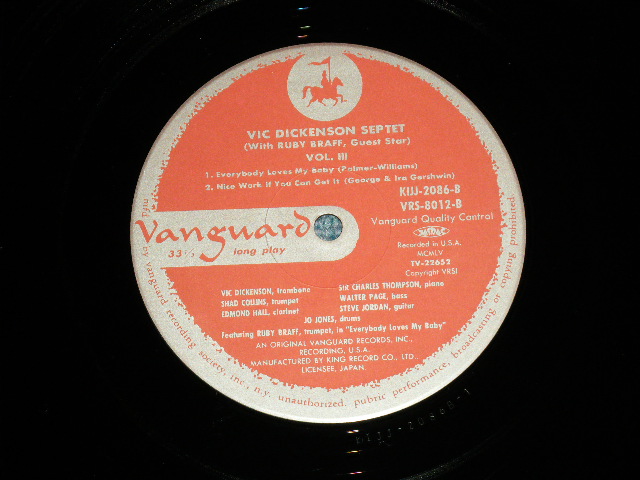 VIC DICKENSON SEPTET
(With RUBY BRAFF, Guest Star)
VOL. III
1. Everybody Loves My Baby (Palmer-Williams)
2. Nice Work If You Can Get It (George & Ira Gershwin)
KIJJ-2086-B
VRS-8012-B
Vanguard Quality Control
Vanguard
33⅓ long play
Recorded in U.S.A.
MCMLV
TV-22652
Copyright VRSI
VIC DICKENSON, trombone
SHAD COLLINS, trumpet
EDMOND HALL, clarinet
SIR CHARLES THOMPSON, piano
WALTER PAGE, bass
STEVE JORDAN, guitar
JO JONES, drums
Featuring RUBY BRAFF, trumpet, in "Everybody Loves My Baby"
AN ORIGINAL VANGUARD RECORDS, INC.,
RECORDING, U.S.A.
MANUFACTURED BY KING RECORD CO., LTD.,
LICENSEE, JAPAN.
by vanguard recording society, inc., n.y. unauthorized, public performance, broadcasting or copying prohibited